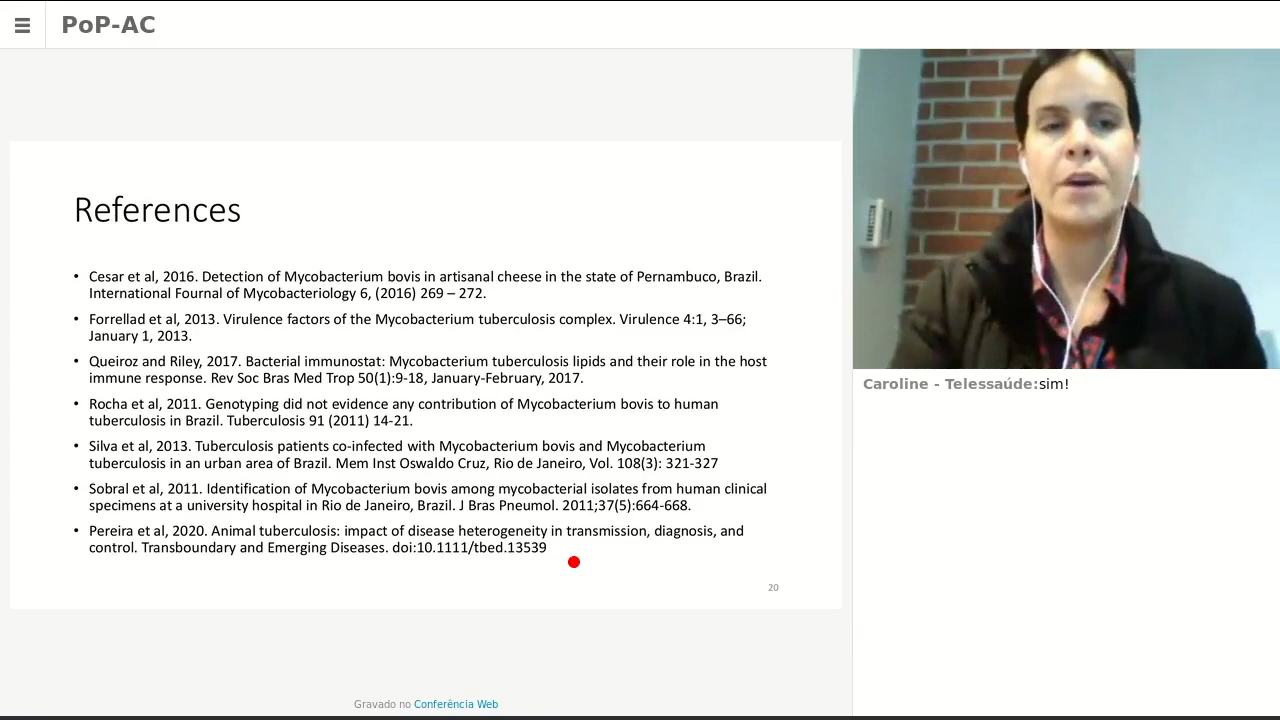 PoP-AC
References
• Cesar et al, 2016. Detection of Mycobacterium bovis in artisanal cheese in the state of Pernambuco, Brazil.
International Fournal of Mycobacteriology 6, (2016) 269 – 272.
• Forrellad et al, 2013. Virulence factors of the Mycobacterium tuberculosis complex. Virulence 4:1, 3–66;
January 1, 2013.
• Queiroz and Riley, 2017. Bacterial immunostat: Mycobacterium tuberculosis lipids and their role in the host
immune response. Rev Soc Bras Med Trop 50(1):9-18, January-February, 2017.
• Rocha et al, 2011. Genotyping did not evidence any contribution of Mycobacterium bovis to human
tuberculosis in Brazil. Tuberculosis 91 (2011) 14-21.
• Silva et al, 2013. Tuberculosis patients co-infected with Mycobacterium bovis and Mycobacterium
tuberculosis in an urban area of Brazil. Mem Inst Oswaldo Cruz, Rio de Janeiro, Vol. 108(3): 321-327
• Sobral et al, 2011. Identification of Mycobacterium bovis among mycobacterial isolates from human clinical
specimens at a university hospital in Rio de Janeiro, Brazil. J Bras Pneumol. 2011;37(5):664-668.
• Pereira et al, 2020. Animal tuberculosis: impact of disease heterogeneity in transmission, diagnosis, and
control. Transboundary and Emerging Diseases. doi:10.1111/tbed.13539
20
Gravado no Conferência Web
Caroline - Telessaúde:sim!